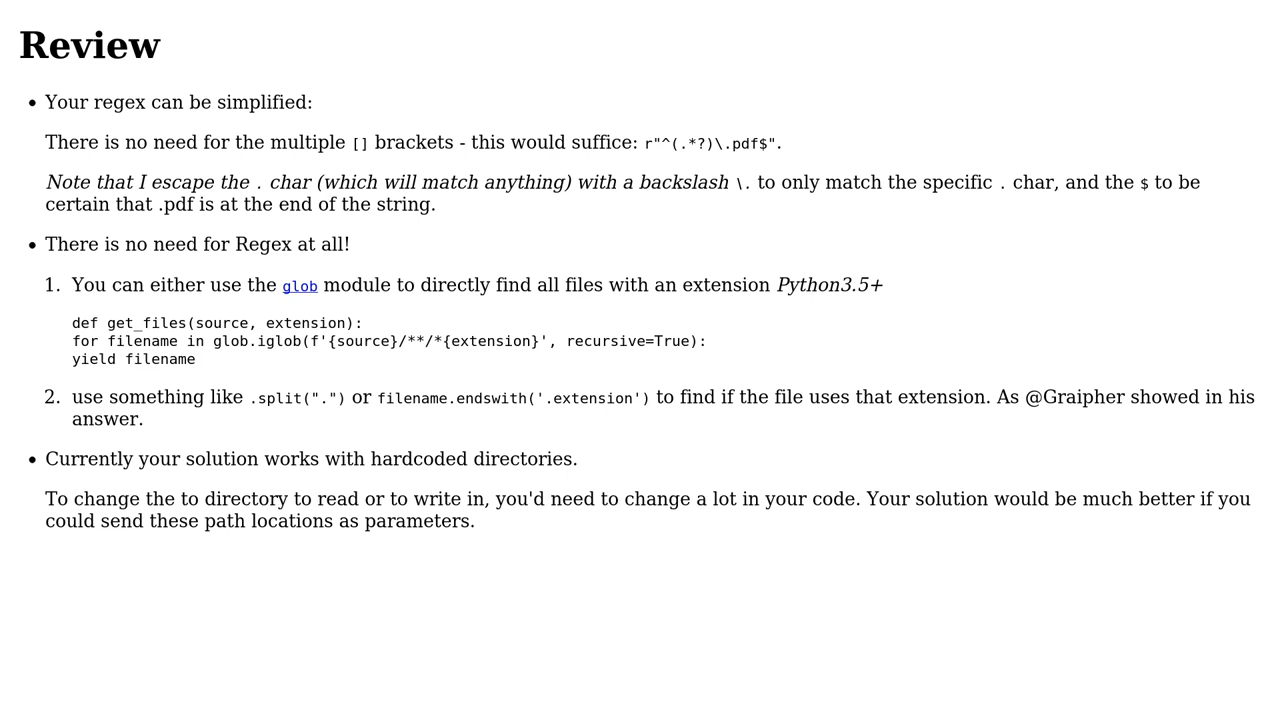 Review
• Your regex can be simplified:
There is no need for the multiple [] brackets - this would suffice: r"^(.*?)\.pdf$".
Note that I escape the . char (which will match anything) with a backslash \. to only match the specific . char, and the $ to be
certain that .pdf is at the end of the string.
• There is no need for Regex at all!
1. You can either use the glob module to directly find all files with an extension Python3.5+
def get_files(source, extension):
for filename in glob.iglob(f'{source}/**/*{extension}', recursive=True):
yield filename
2. use something like .split(".") or filename.endswith('.extension') to find if the file uses that extension. As @Graipher showed in his
answer.
• Currently your solution works with hardcoded directories.
To change the to directory to read or to write in, you'd need to change a lot in your code. Your solution would be much better if you
could send these path locations as parameters.